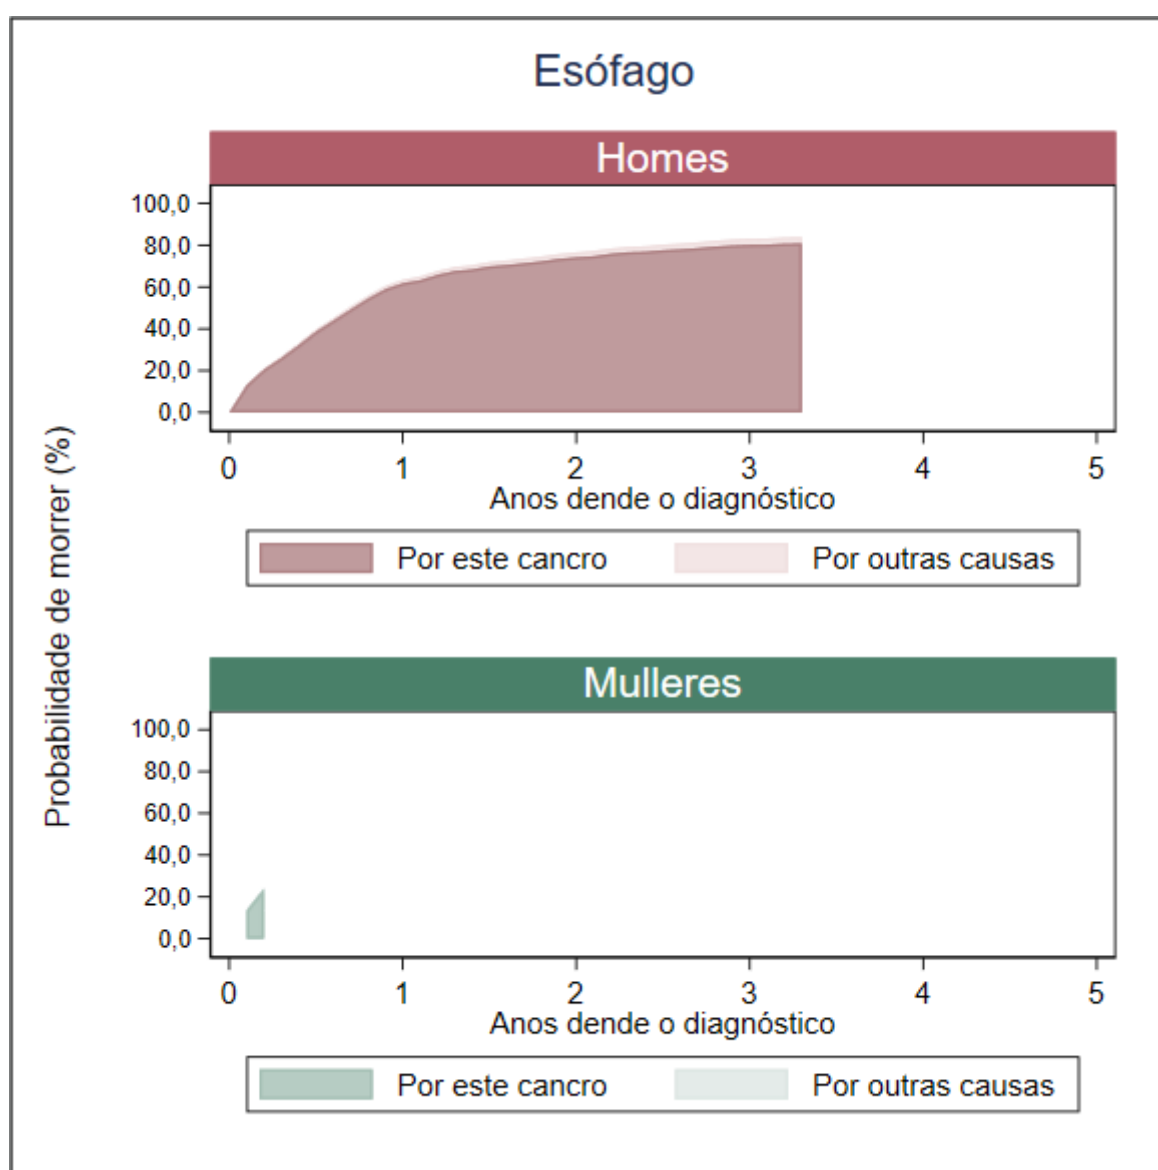 Esófago
Probabilidade de morrer (%)
Homes
100,0
80,0
60,0
40,0
20,0
0,0
0 1 2 3 4 5
Anos dende o diagnóstico
Por este cancro Por outras causas
Mulleres
100,0
80,0
60,0
40,0
20,0
0,0
0 1 2 3 4 5
Anos dende o diagnóstico
Por este cancro Por outras causas